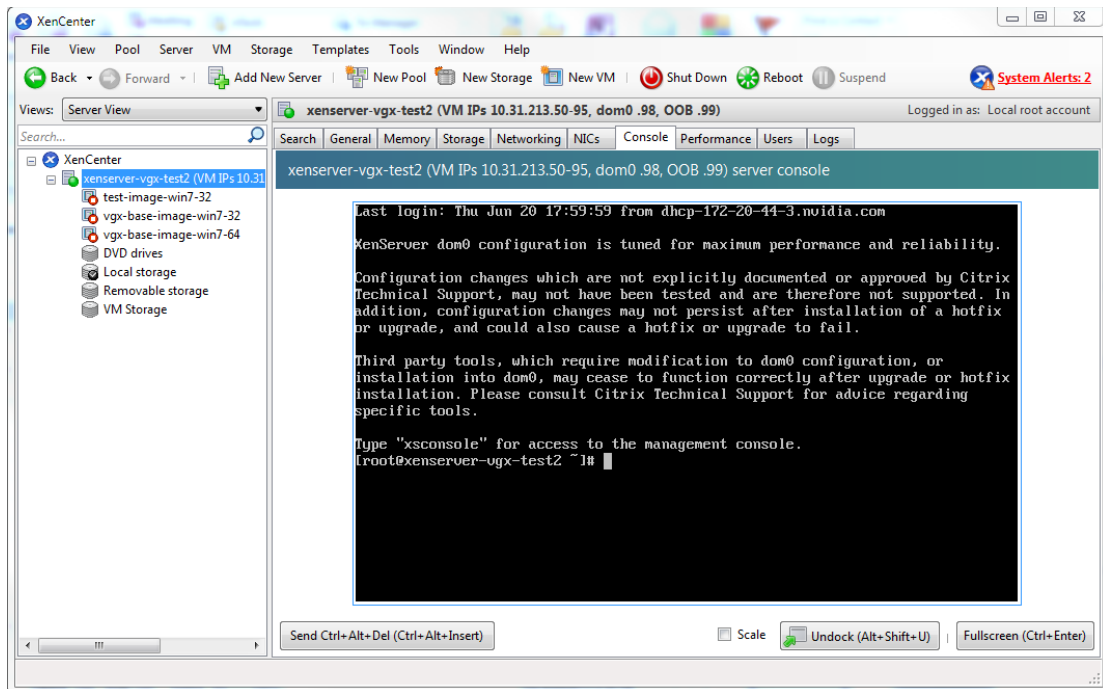 XenCenter
File View Pool Server VM Storage Templates Tools Window Help
Back Forward Add New Server New Pool New Storage New VM Shut Down Reboot Suspend System Alerts: 2
Views: Server View
xenserver-vgx-test2 (VM IPs 10.31.213.50-95, dom0 .98, OOB .99) Logged in as: Local root account
Search...
Search General Memory Storage Networking NICs Console Performance Users Logs
XenCenter
xenserver-vgx-test2 (VM IPs 10.31
test-image-win7-32
vgx-base-image-win7-32
vgx-base-image-win7-64
DVD drives
Local storage
Removable storage
VM Storage
xenserver-vgx-test2 (VM IPs 10.31.213.50-95, dom0 .98, OOB .99) server console
Last login: Thu Jun 20 17:59:59 from dhcp-172-20-44-3.nvidia.com
XenServer dom0 configuration is tuned for maximum performance and reliability.
Configuration changes which are not explicitly documented or approved by Citrix
Technical Support, may not have been tested and are therefore not supported. In
addition, configuration changes may not persist after installation of a hotfix
or upgrade, and could also cause a hotfix or upgrade to fail.
Third party tools, which require modification to dom0 configuration, or
installation into dom0, may cease to function correctly after upgrade or hotfix
installation. Please consult Citrix Technical Support for advice regarding
specific tools.
Type "xsconsole" for access to the management console.
[root@xenserver-vgx-test2 ~]#
Send Ctrl+Alt+Del (Ctrl+Alt+Insert) Scale Undock (Alt+Shift+U) Fullscreen (Ctrl+Enter)